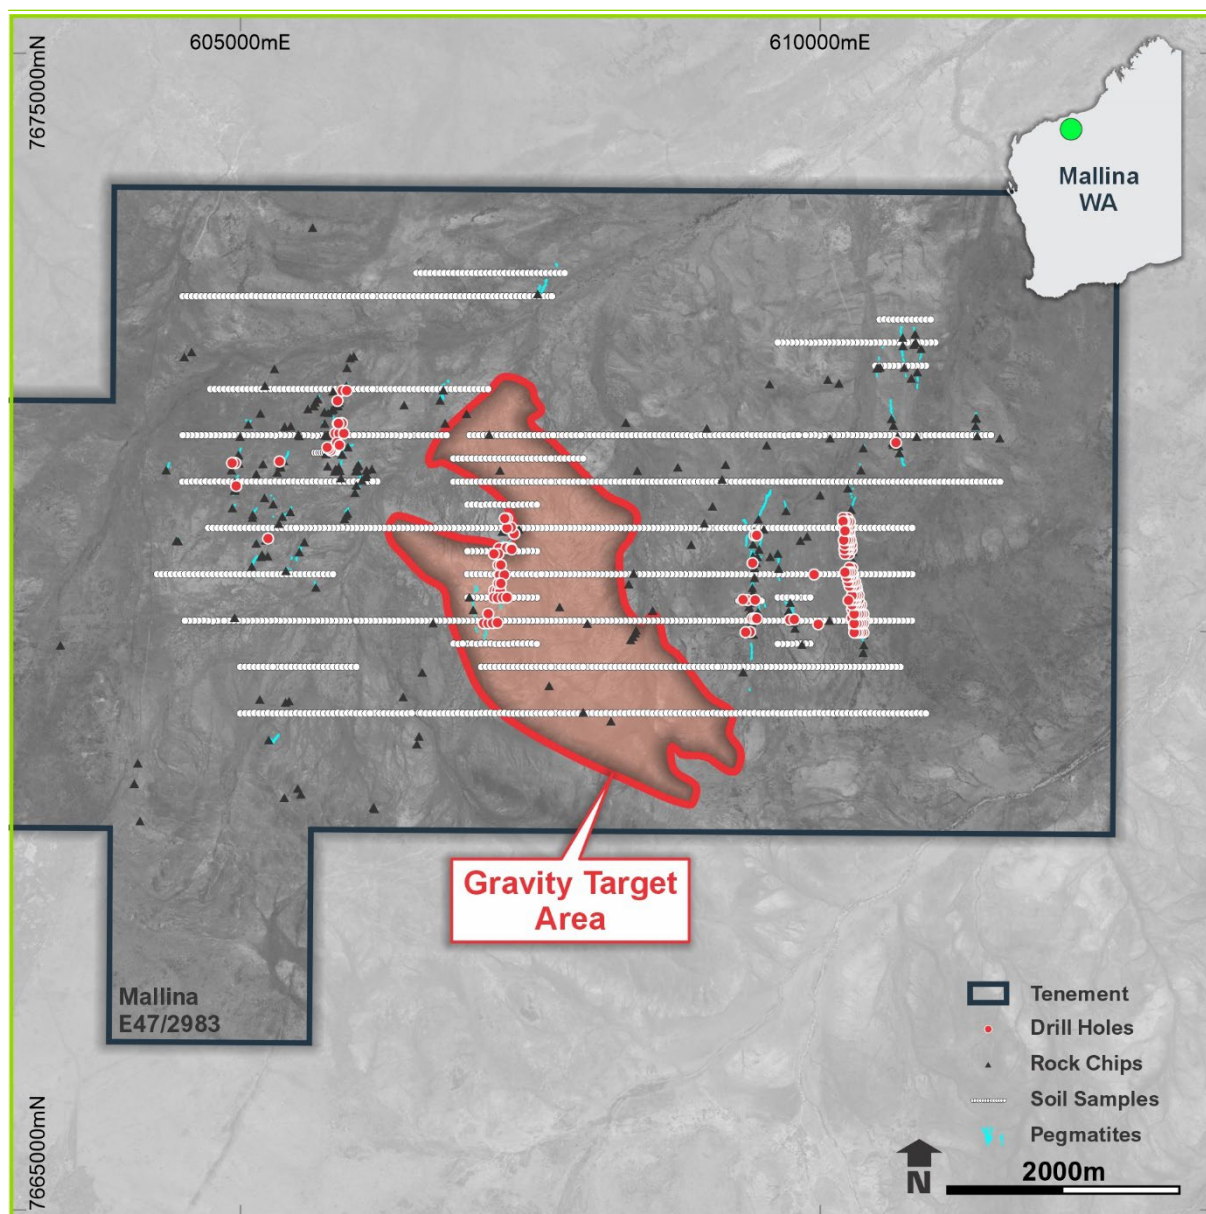 605000mE
610000mE
7675000mN
Mallina
WA
Gravity Target
Area
Mallina
E47/2983
Tenement
Drill Holes
Rock Chips
Soil Samples
Pegmatites
7665000mN
N
2000m